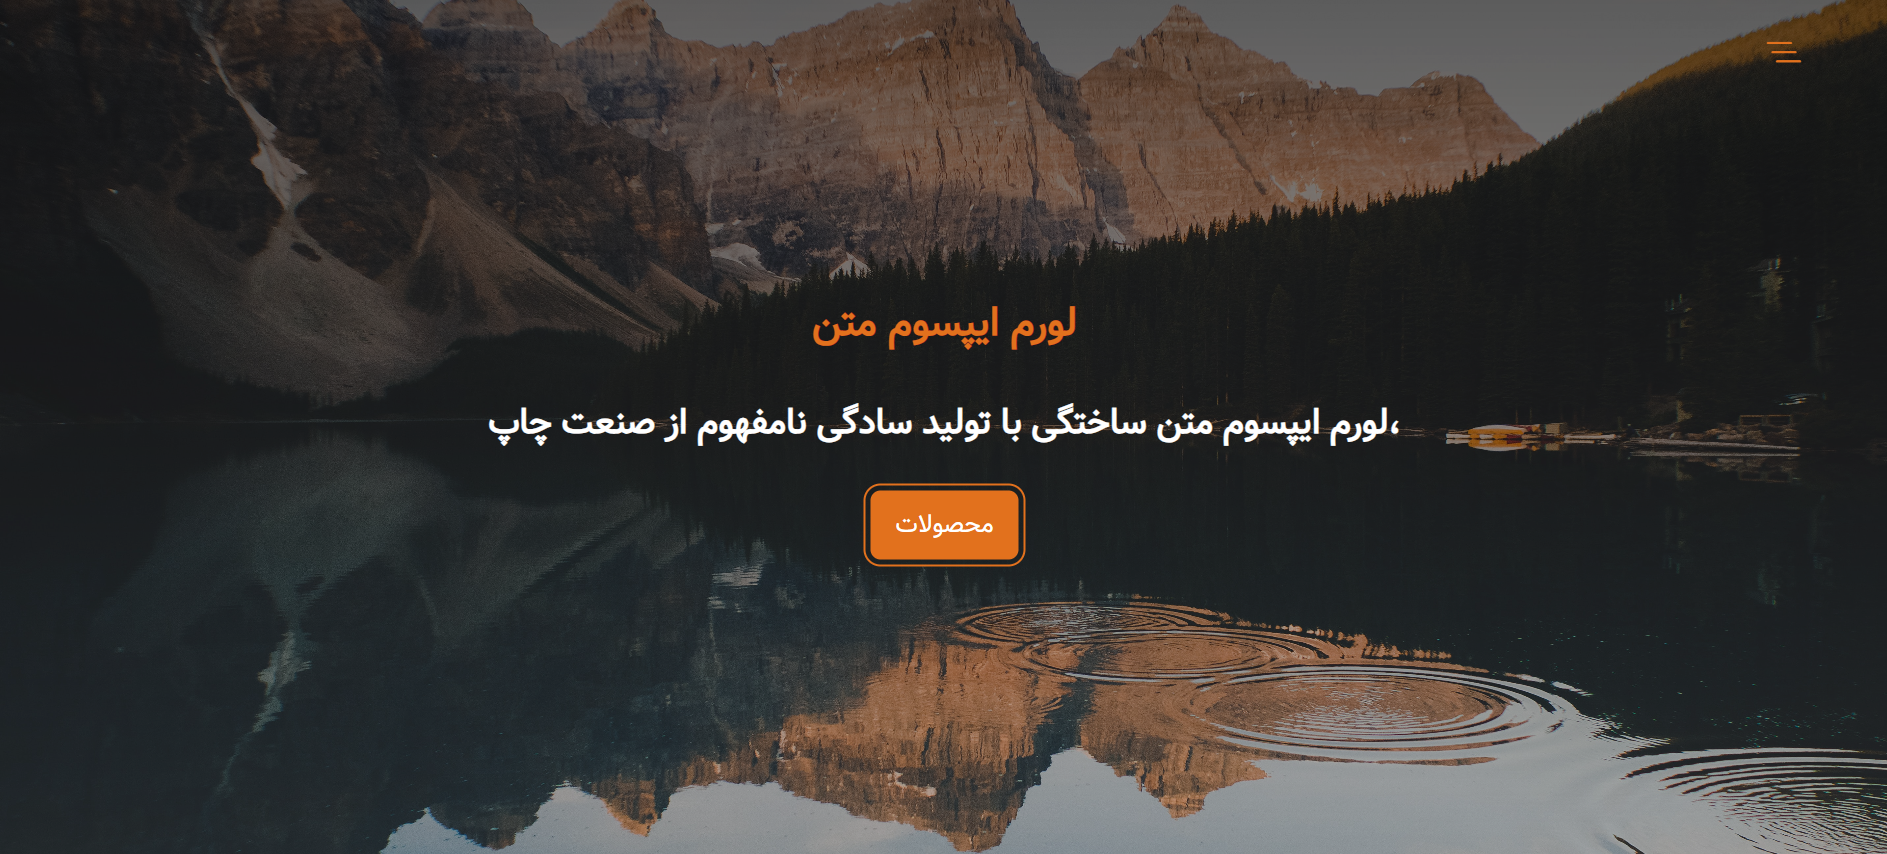 لورم ایپسوم متن
،لورم ایپسوم متن ساختگی با تولید سادگی نامفهوم از صنعت چاپ
محصولات